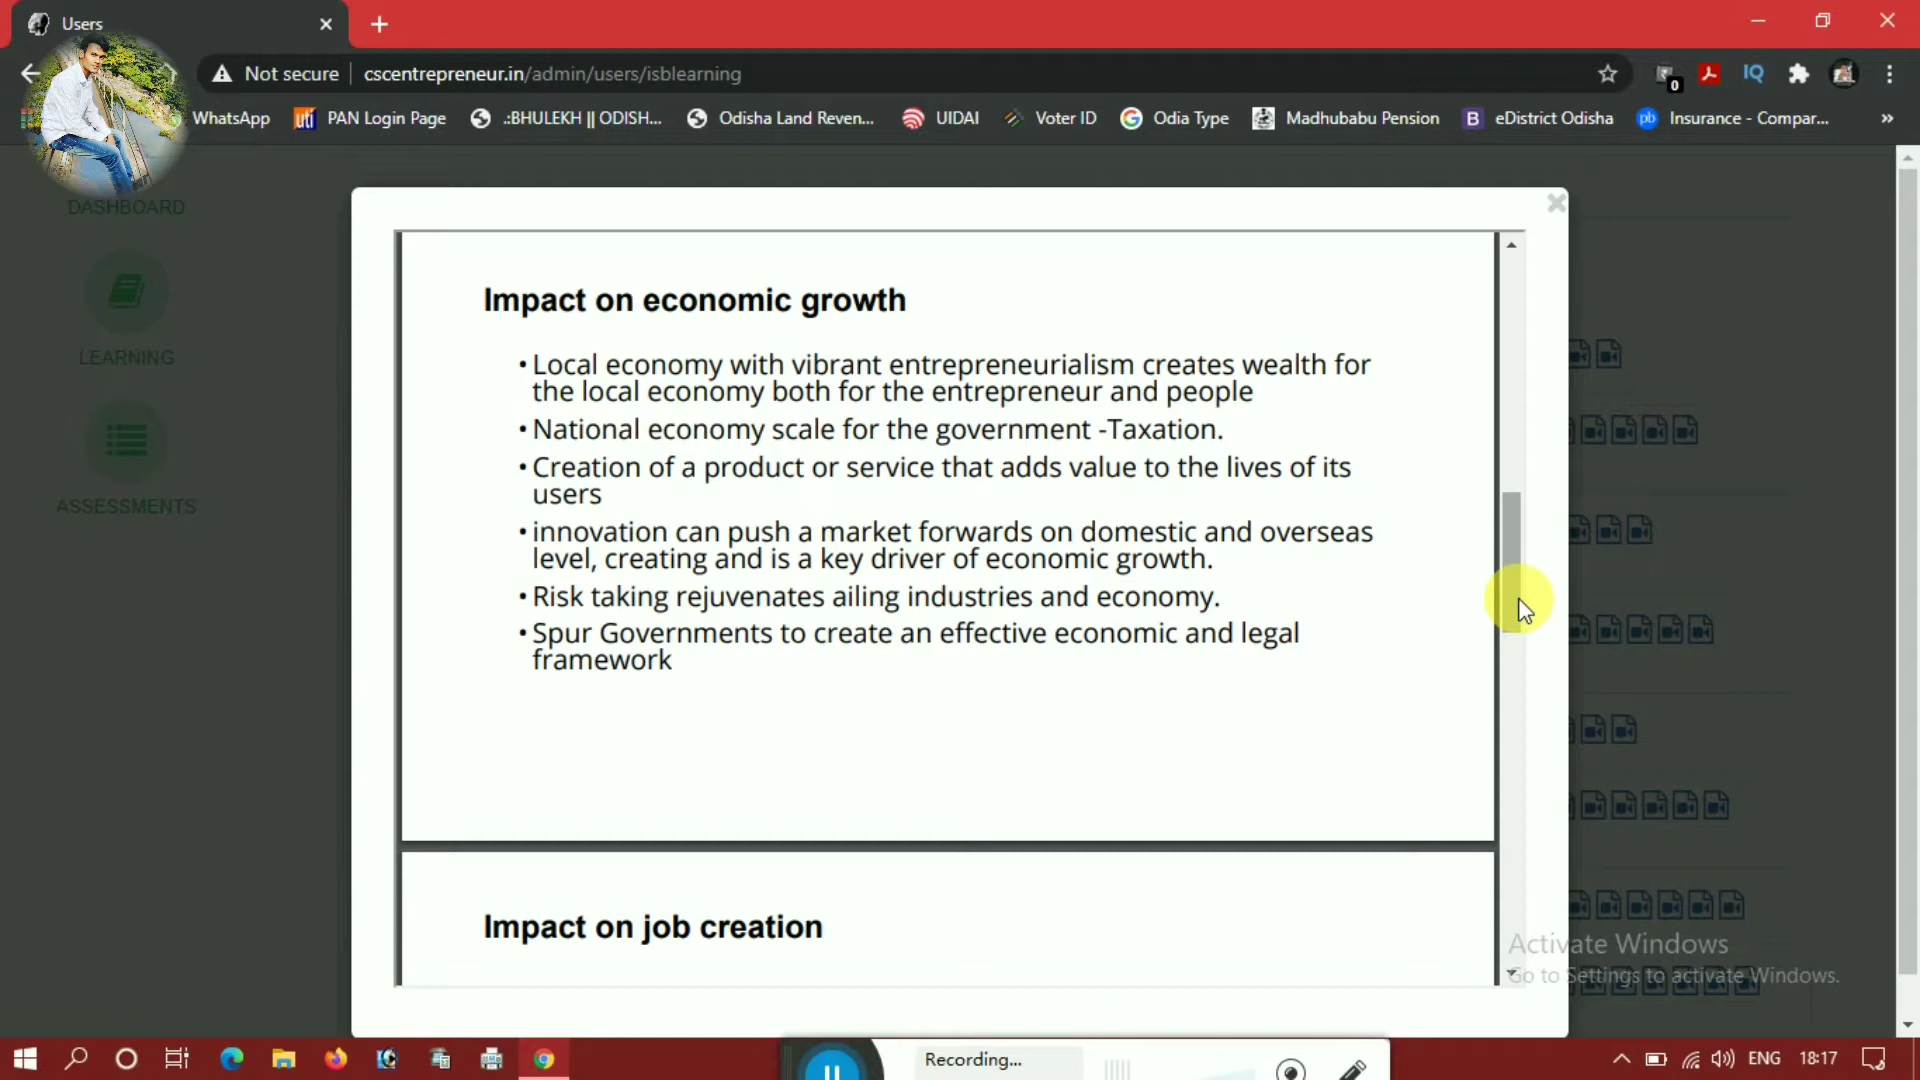 Users
Not secure
cscentrepreneur.in/admin/users/isblearning
0
IQ
WhatsApp
uti PAN Login Page
.:BHULEKH || ODISH...
Odisha Land Reven...
UIDAI
Voter ID
Odia Type
Madhubabu Pension
B eDistrict Odisha
pb Insurance - Compar...
»
DASHBOARD
LEARNING
ASSESSMENTS
Impact on economic growth
• Local economy with vibrant entrepreneurialism creates wealth for
the local economy both for the entrepreneur and people
• National economy scale for the government -Taxation.
• Creation of a product or service that adds value to the lives of its
users
• innovation can push a market forwards on domestic and overseas
level, creating and is a key driver of economic growth.
• Risk taking rejuvenates ailing industries and economy.
• Spur Governments to create an effective economic and legal
framework
Impact on job creation
Activate Windows
Go to Settings to activate Windows.
Recording...
ENG
18:17